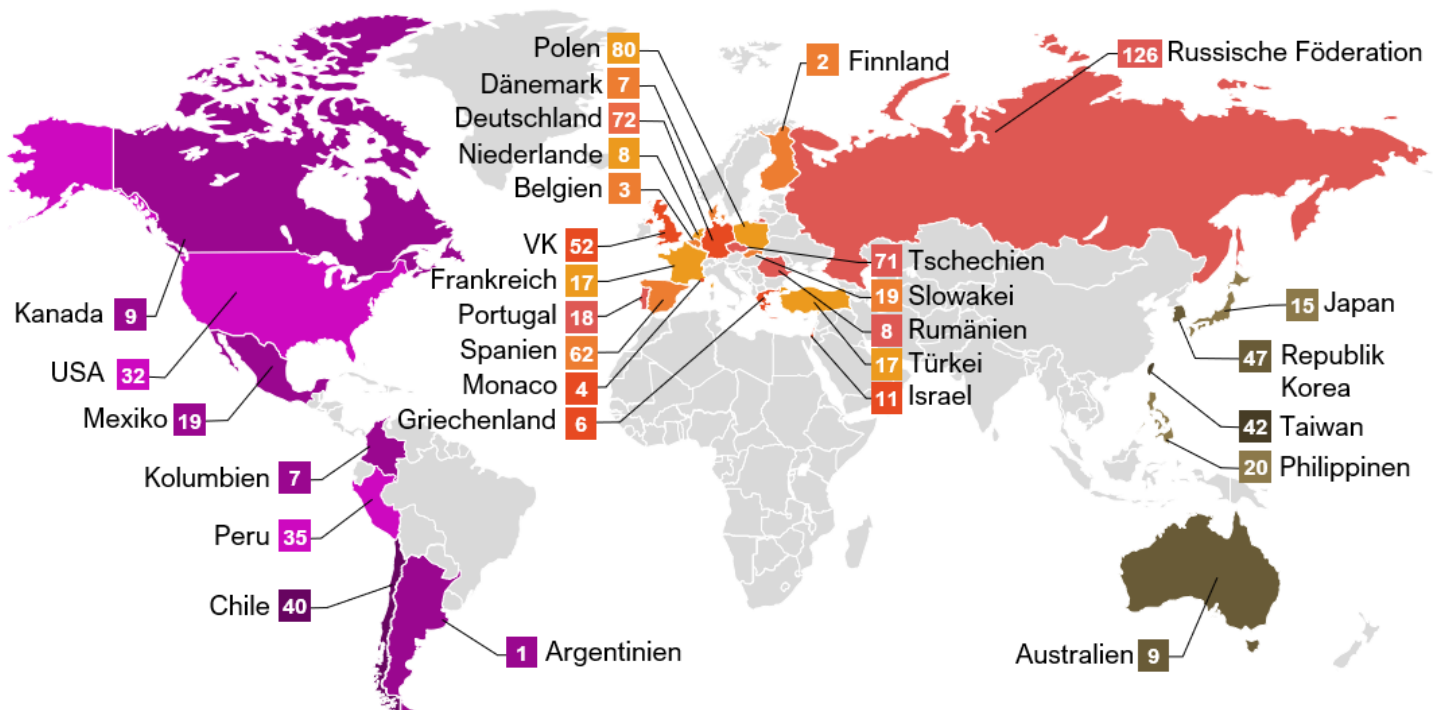 Polen 80
Dänemark 7
Deutschland 72
Niederlande 8
Belgien 3
VK 52
Frankreich 17
Portugal 18
Spanien 62
Monaco 4
Griechenland 6
2 Finnland
126 Russische Föderation
71 Tschechien
19 Slowakei
8 Rumänien
17 Türkei
11 Israel
Kanada 9
USA 32
Mexiko 19
Kolumbien 7
Peru 35
Chile 40
1 Argentinien
15 Japan
47 Republik
Korea
42 Taiwan
20 Philippinen
Australien 9